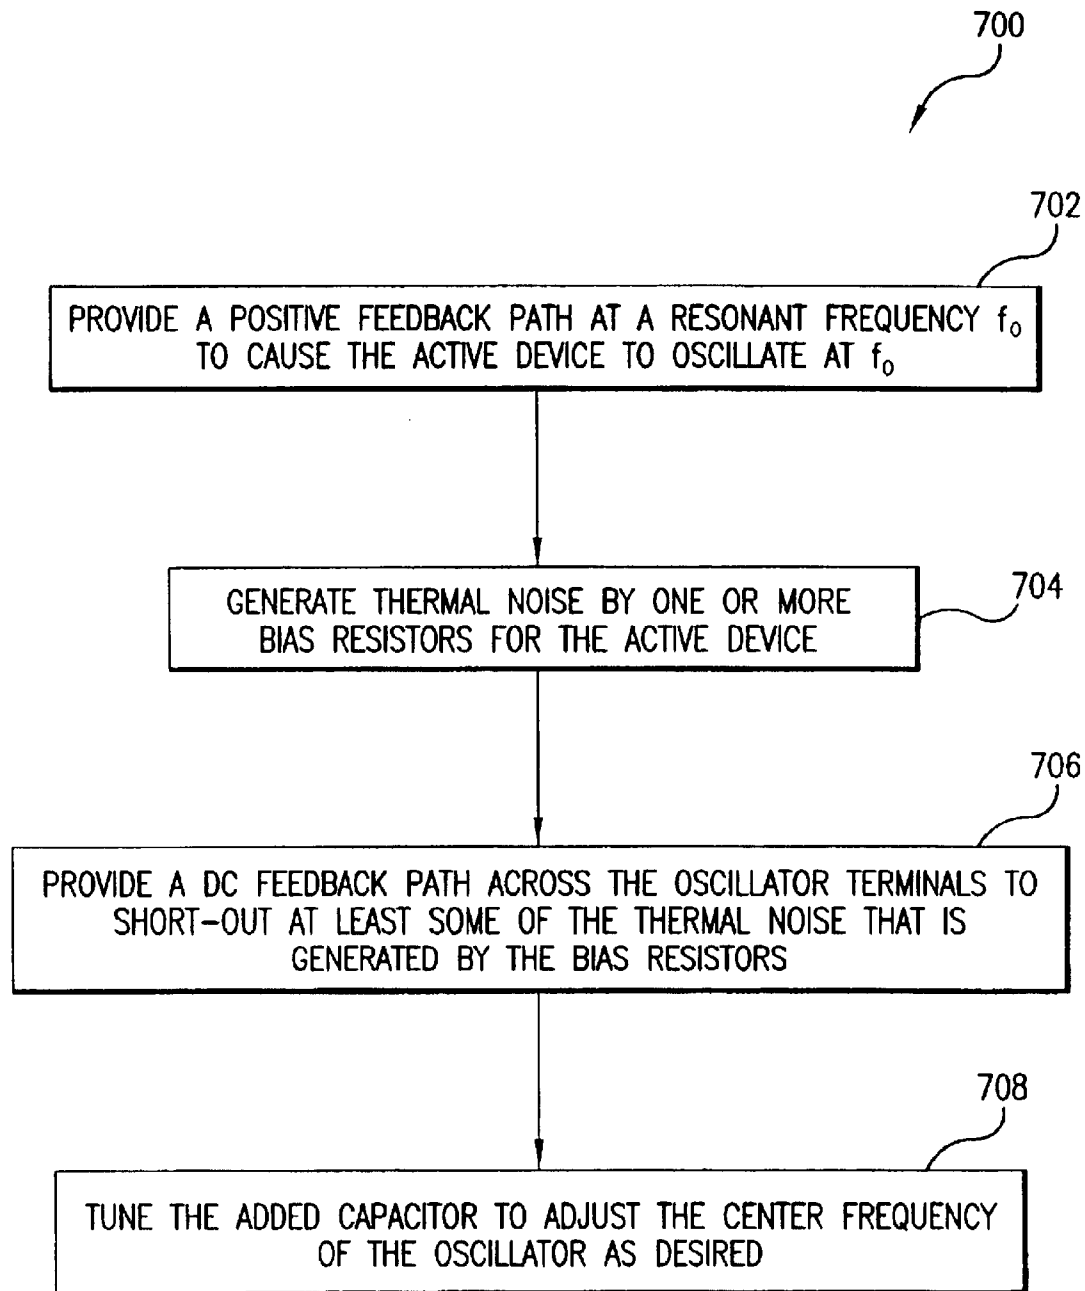 700
702
PROVIDE A POSITIVE FEEDBACK PATH AT A RESONANT FREQUENCY f₀
TO CAUSE THE ACTIVE DEVICE TO OSCILLATE AT f₀
704
GENERATE THERMAL NOISE BY ONE OR MORE
BIAS RESISTORS FOR THE ACTIVE DEVICE
706
PROVIDE A DC FEEDBACK PATH ACROSS THE OSCILLATOR TERMINALS TO
SHORT-OUT AT LEAST SOME OF THE THERMAL NOISE THAT IS
GENERATED BY THE BIAS RESISTORS
708
TUNE THE ADDED CAPACITOR TO ADJUST THE CENTER FREQUENCY
OF THE OSCILLATOR AS DESIRED